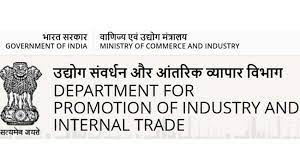 भारत सरकार
GOVERNMENT OF INDIA
वाणिज्य एवं उद्योग मंत्रालय
MINISTRY OF COMMERCE AND INDUSTRY
उद्योग संवर्धन और आंतरिक व्यापार विभाग
DEPARTMENT FOR
PROMOTION OF INDUSTRY AND
INTERNAL TRADE
सत्यमेव जयते